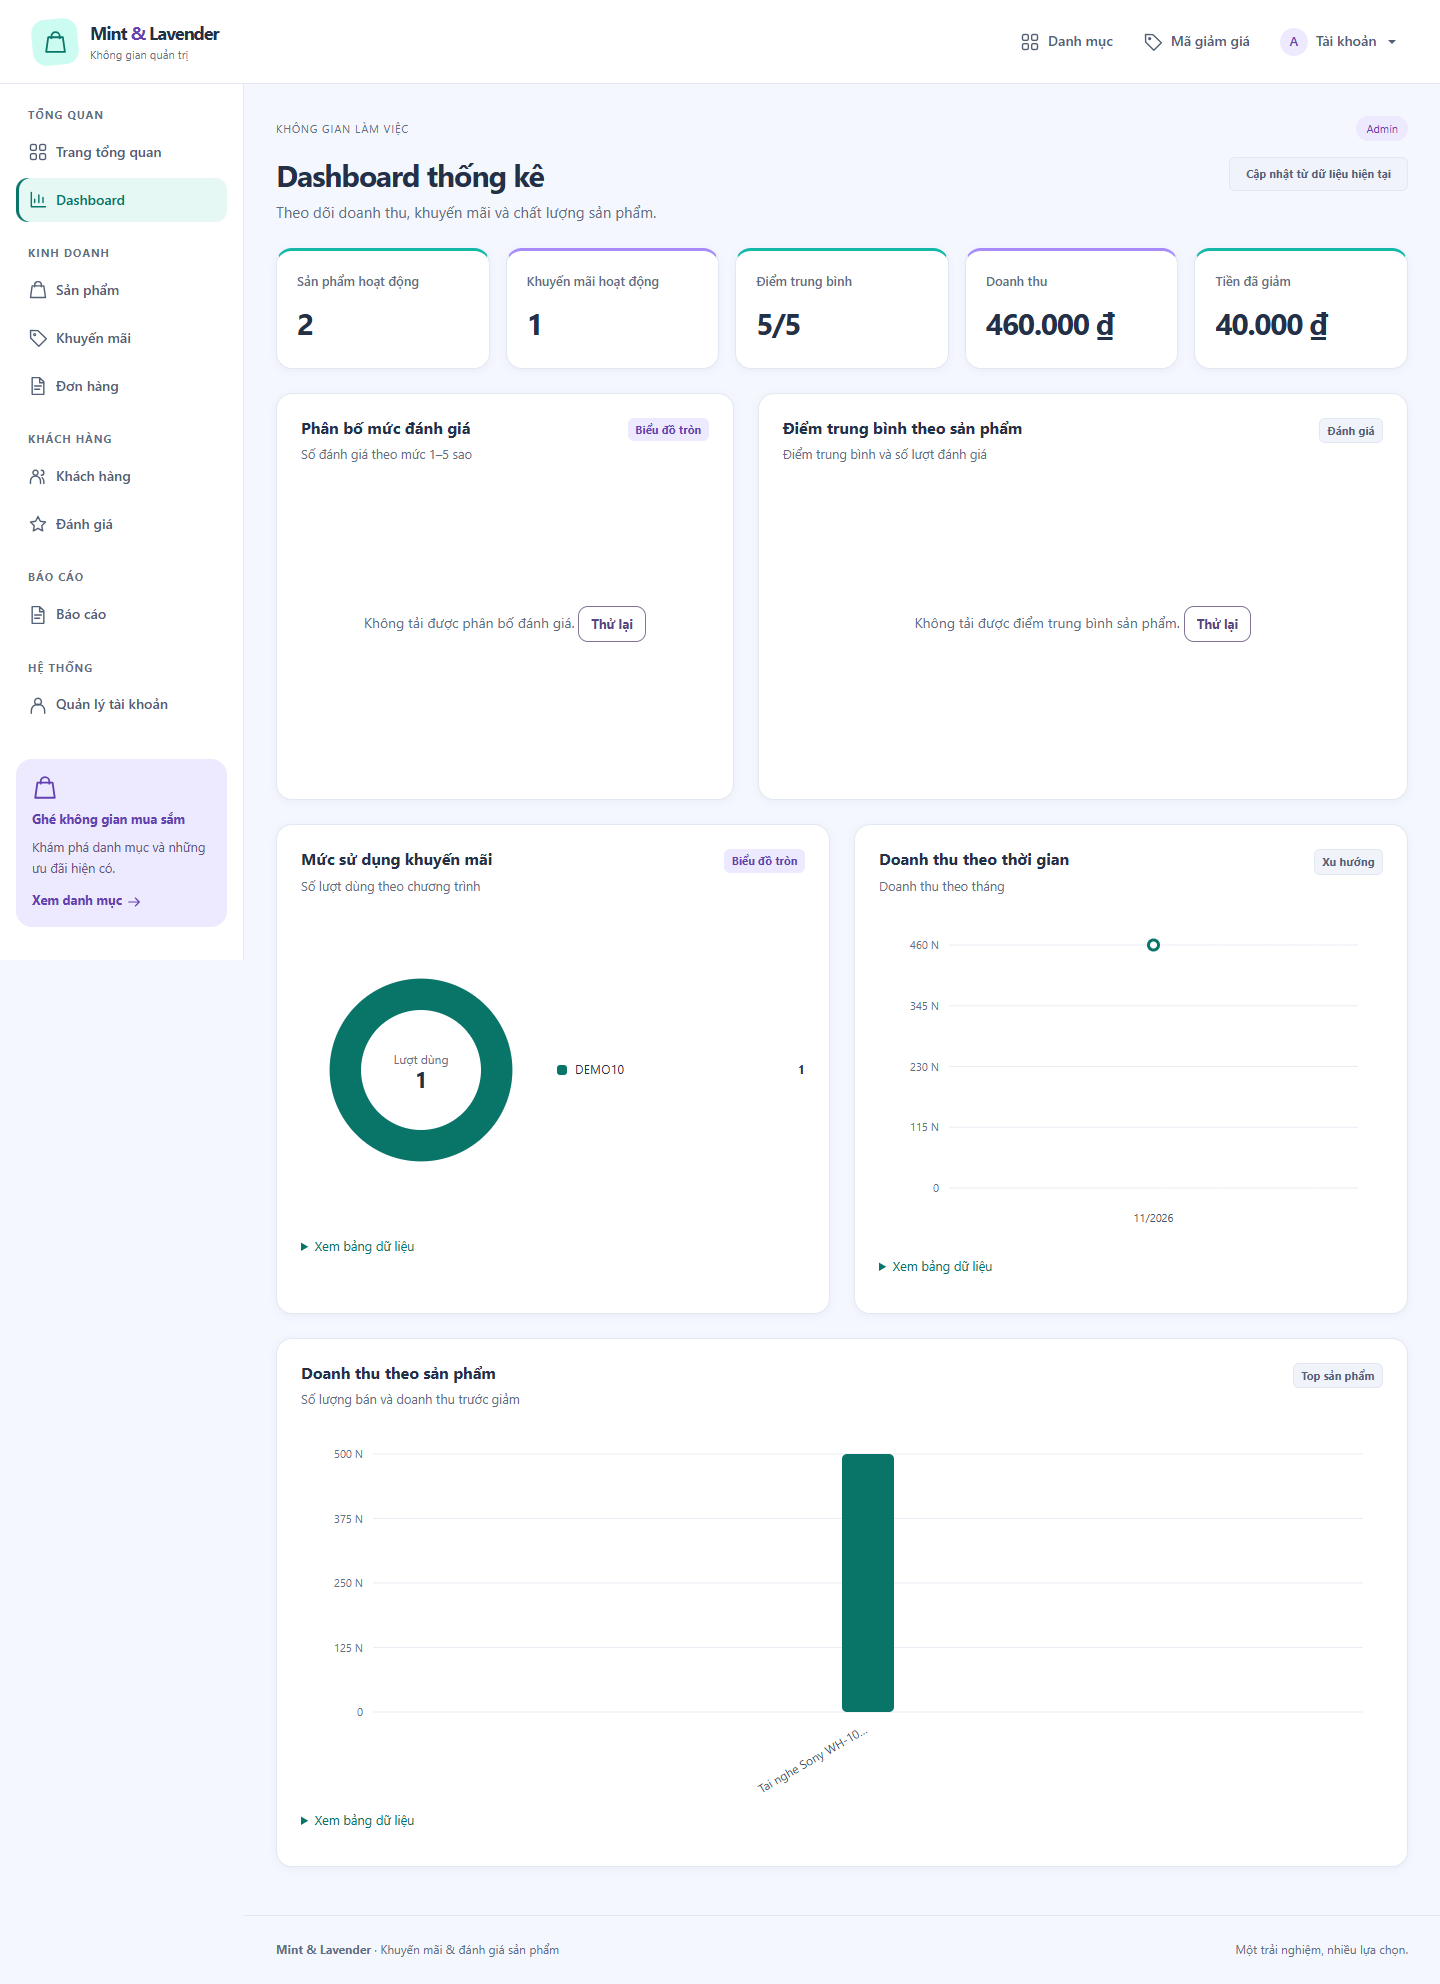 Mint & Lavender
Không gian quản trị
Danh mục
Mã giảm giá
A
Tài khoản
TỔNG QUAN
Trang tổng quan
Dashboard
KINH DOANH
Sản phẩm
Khuyến mãi
Đơn hàng
KHÁCH HÀNG
Khách hàng
Đánh giá
BÁO CÁO
Báo cáo
HỆ THỐNG
Quản lý tài khoản
Ghé không gian mua sắm
Khám phá danh mục và những
ưu đãi hiện có.
Xem danh mục →
KHÔNG GIAN LÀM VIỆC
Admin
Dashboard thống kê
Cập nhật từ dữ liệu hiện tại
Theo dõi doanh thu, khuyến mãi và chất lượng sản phẩm.
Sản phẩm hoạt động
2
Khuyến mãi hoạt động
1
Điểm trung bình
5/5
Doanh thu
460.000 ₫
Tiền đã giảm
40.000 ₫
Phân bố mức đánh giá
Biểu đồ tròn
Số đánh giá theo mức 1–5 sao
Không tải được phân bố đánh giá. Thử lại
Điểm trung bình theo sản phẩm
Đánh giá
Điểm trung bình và số lượt đánh giá
Không tải được điểm trung bình sản phẩm. Thử lại
Mức sử dụng khuyến mãi
Biểu đồ tròn
Số lượt dùng theo chương trình
Lượt dùng
1
DEMO10
1
Xem bảng dữ liệu
Doanh thu theo thời gian
Xu hướng
Doanh thu theo tháng
460 N
345 N
230 N
115 N
0
11/2026
Xem bảng dữ liệu
Doanh thu theo sản phẩm
Top sản phẩm
Số lượng bán và doanh thu trước giảm
500 N
375 N
250 N
125 N
0
Tai nghe Sony WH-10...
Xem bảng dữ liệu
Mint & Lavender · Khuyến mãi & đánh giá sản phẩm
Một trải nghiệm, nhiều lựa chọn.